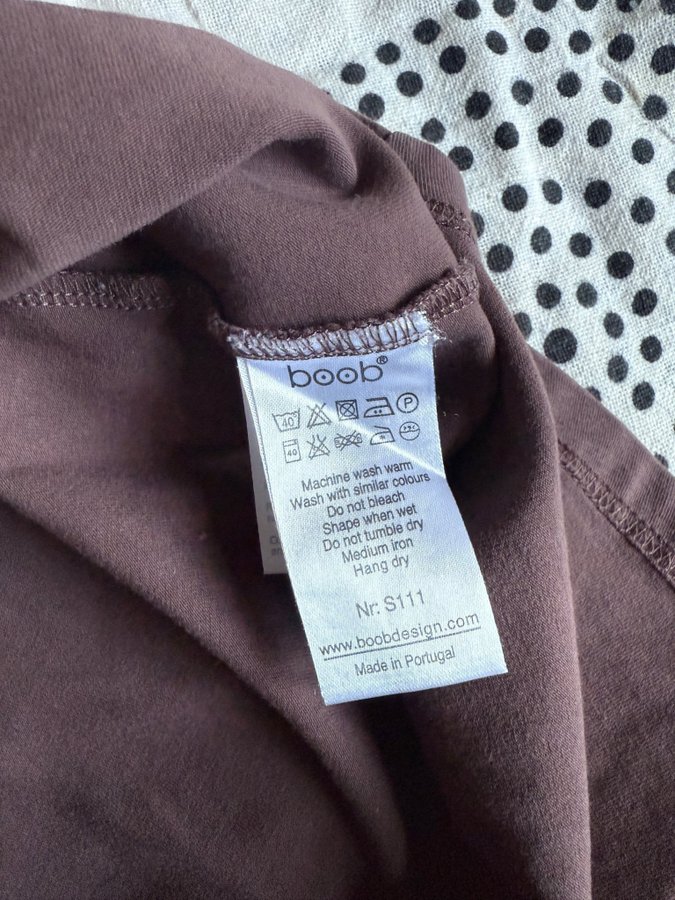 boob®
40 P
40
Machine wash warm
Wash with similar colours
Do not bleach
Shape when wet
Do not tumble dry
Medium iron
Hang dry
Nr: S111
www.boobdesign.com
Made in Portugal